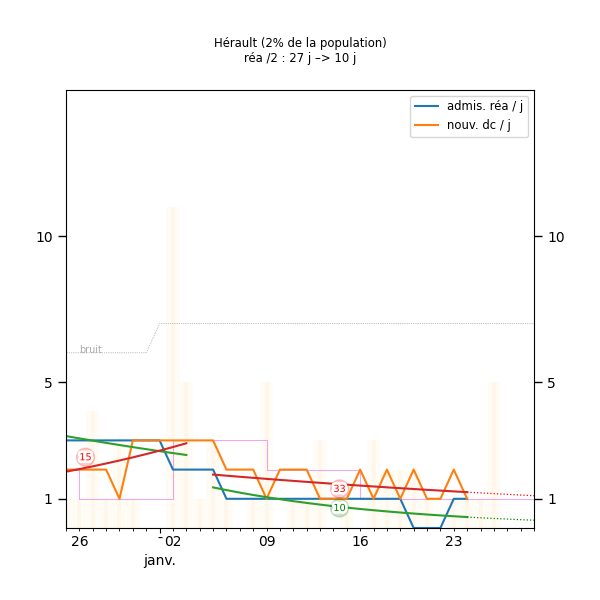 Hérault (2% de la population)
réa /2 : 27 j –> 10 j
admis. réa / j
nouv. dc / j
10
10
bruit
5
5
15
33
10
1
1
26
02
09
16
23
janv.